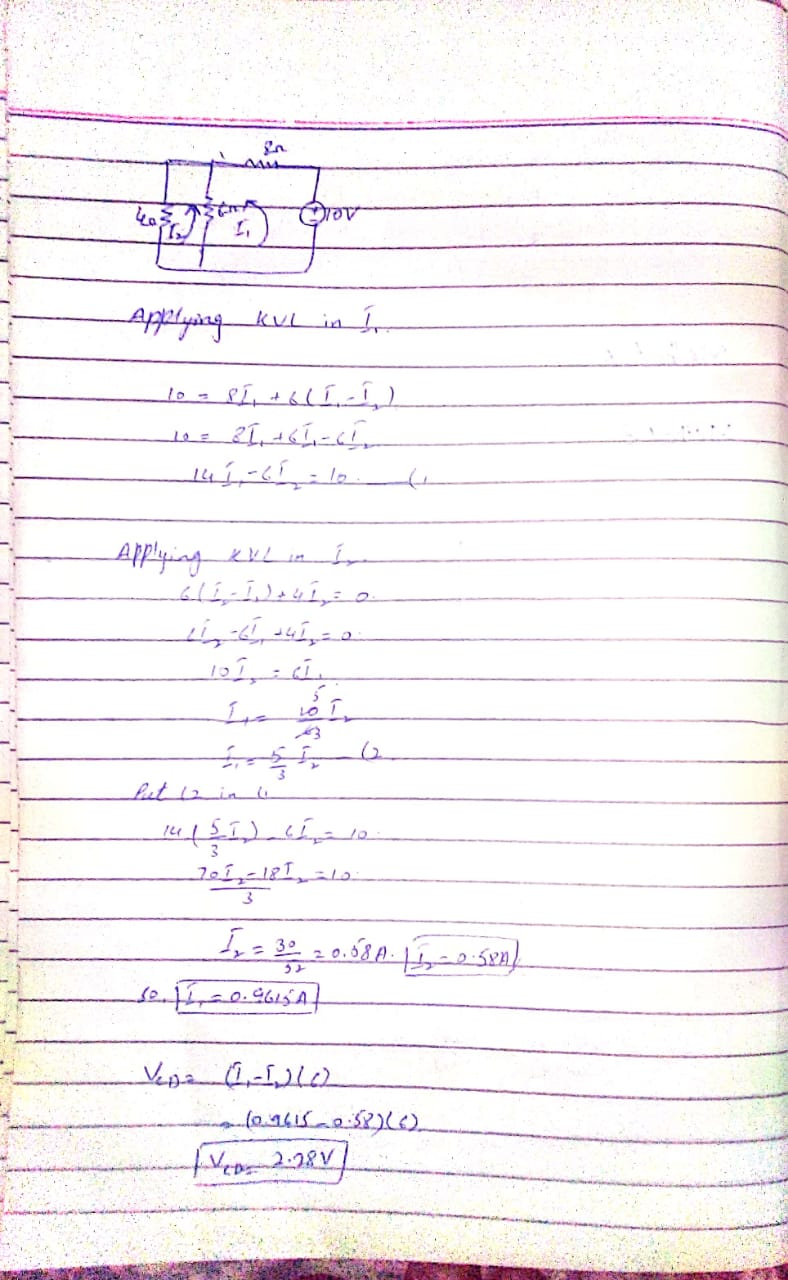 8Ω
4Ω I₂ 6Ω I₁ 10V
Applying KVL in I₁
10 = 8I₁ + 6(I₁-I₂)
10 = 8I₁ +6I₁-6I₂
14I₁-6I₂ = 10 (1
Applying KVL in I₂
6(I₂-I₁)+4I₂ = 0
6I₂-6I₁+4I₂ = 0
10I₂ = 6I₁
5
I₁ = 10 I₂
63
I₁ = 5/3 I₂ (2
Put (2 in (1
14(5/3 I₂)-6I₂ = 10
70I₂-18I₂/3 = 10
I₂ = 30/52 = 0.58A. I₂ = 0.58A
so, I₁ = 0.9615A
V_CD = (I₁-I₂)(6)
= (0.9615-0.58)(6)
V_CD = 2.28V